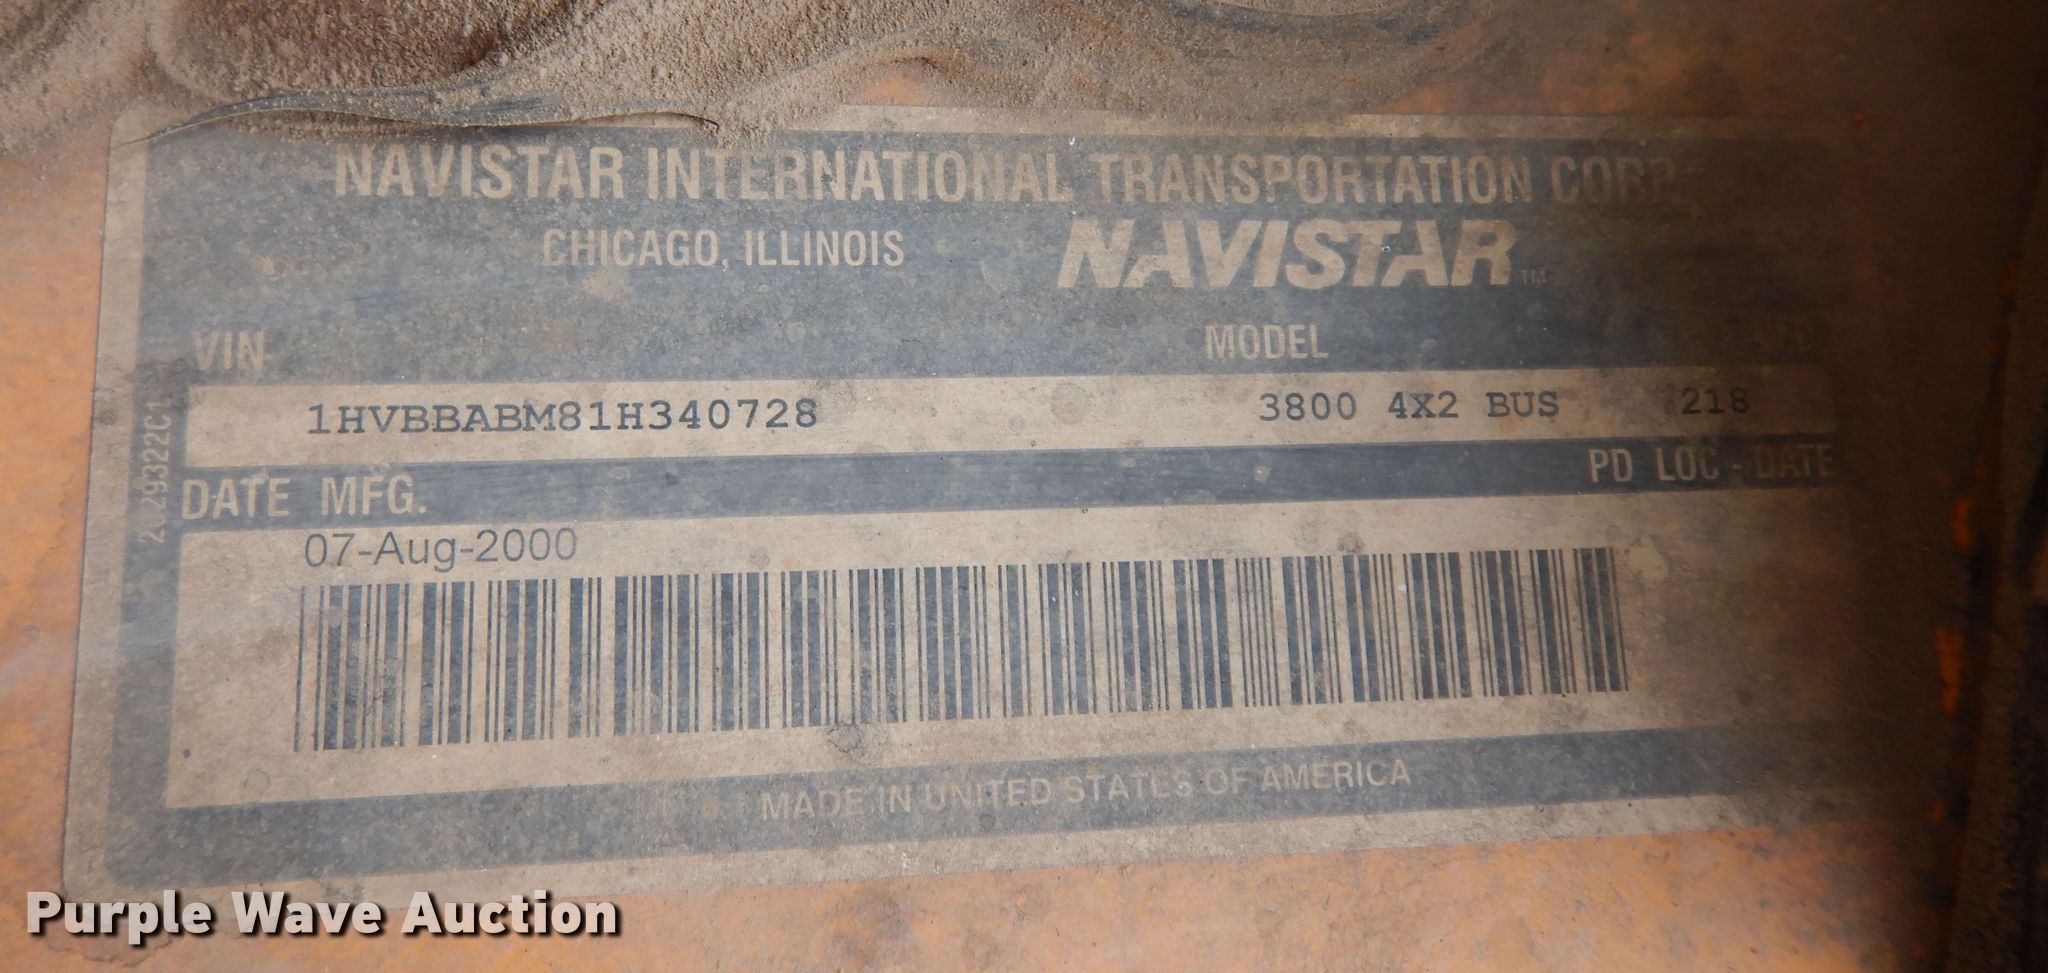 NAVISTAR INTERNATIONAL TRANSPORTATION CORP
CHICAGO, ILLINOIS
NAVISTAR™
VIN
MODEL
1HVBBABM81H340728
3800 4X2 BUS
218
DATE MFG.
PD LOC - DATE
07-Aug-2000
MADE IN UNITED STATES OF AMERICA
Purple Wave Auction